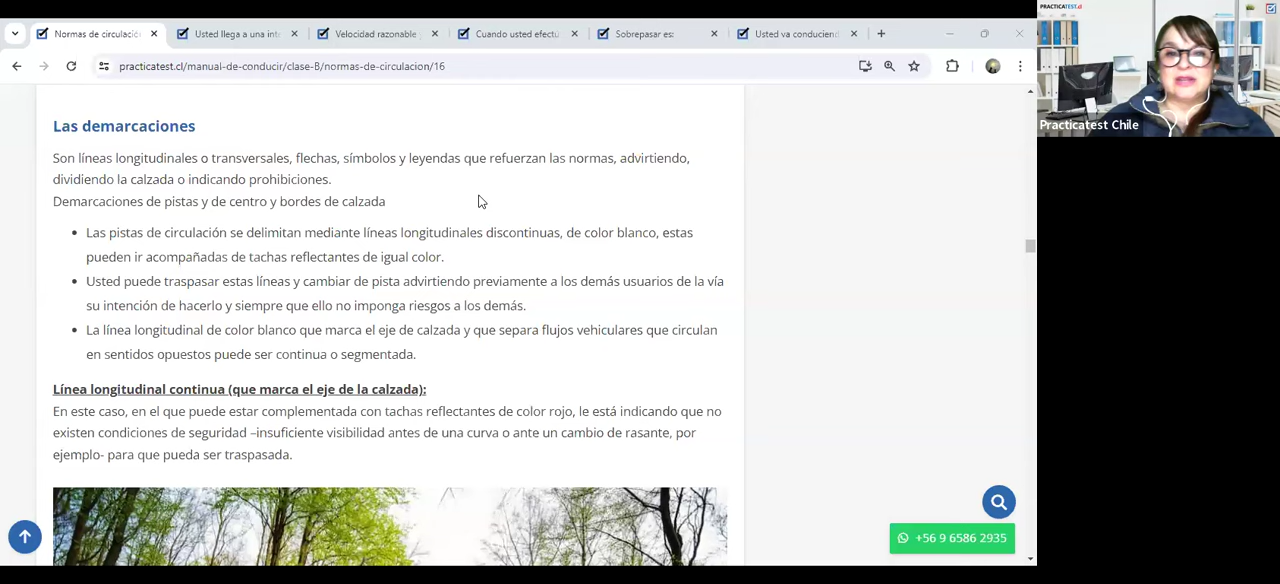 Normas de circulació
Usted llega a una inte
Velocidad razonable
Cuando usted efectú
Sobrepasar es:
Usted va conduciend
practicatest.cl/manual-de-conducir/clase-B/normas-de-circulacion/16
PRACTICATEST.cl
Practicatest Chile
Las demarcaciones
Son líneas longitudinales o transversales, flechas, símbolos y leyendas que refuerzan las normas, advirtiendo,
dividiendo la calzada o indicando prohibiciones.
Demarcaciones de pistas y de centro y bordes de calzada
Las pistas de circulación se delimitan mediante líneas longitudinales discontinuas, de color blanco, estas
pueden ir acompañadas de tachas reflectantes de igual color.
Usted puede traspasar estas líneas y cambiar de pista advirtiendo previamente a los demás usuarios de la vía
su intención de hacerlo y siempre que ello no imponga riesgos a los demás.
La línea longitudinal de color blanco que marca el eje de calzada y que separa flujos vehiculares que circulan
en sentidos opuestos puede ser continua o segmentada.
Línea longitudinal continua (que marca el eje de la calzada):
En este caso, en el que puede estar complementada con tachas reflectantes de color rojo, le está indicando que no
existen condiciones de seguridad –insuficiente visibilidad antes de una curva o ante un cambio de rasante, por
ejemplo- para que pueda ser traspasada.
+56 9 6586 2935